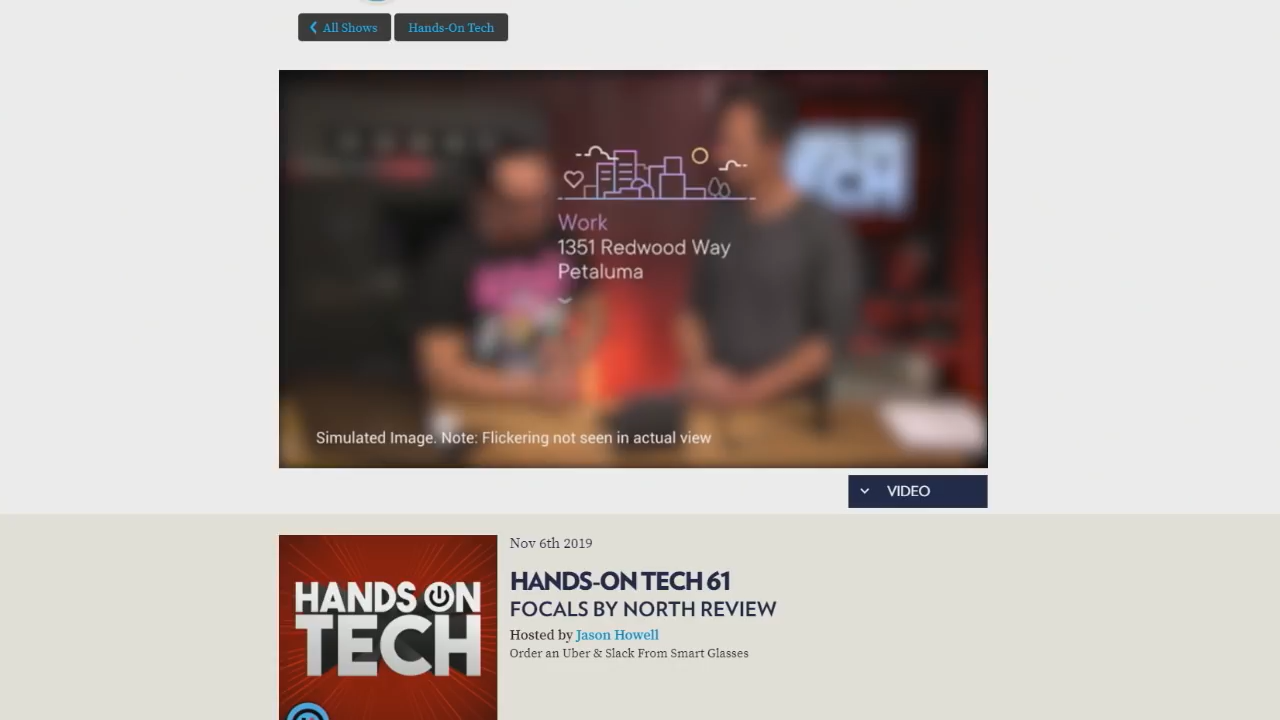 All Shows
Hands-On Tech
TECH
Work
1351 Redwood Way
Petaluma
Simulated Image. Note: Flickering not seen in actual view
VIDEO
Nov 6th 2019
HANDS-ON TECH 61
FOCALS BY NORTH REVIEW
Hosted by Jason Howell
Order an Uber & Slack From Smart Glasses
HANDS ON
TECH